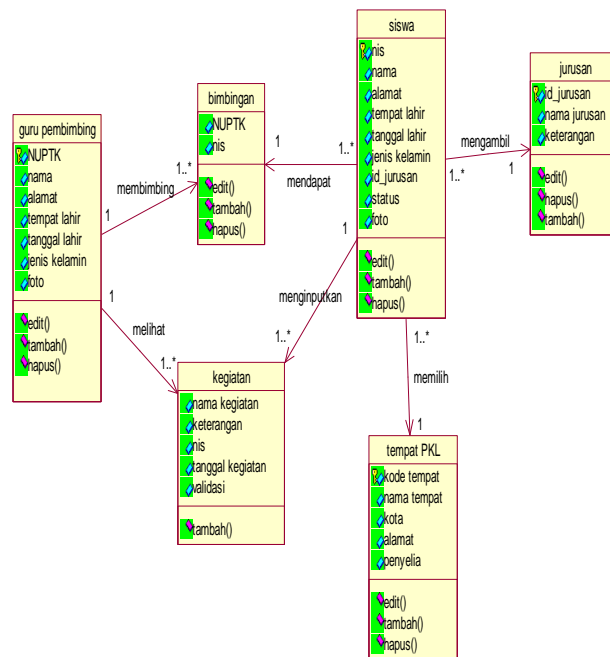 siswa
nis
nama
alamat
tempat lahir
tanggal lahir
jenis kelamin
id_jurusan
status
foto
edit()
tambah()
hapus()
jurusan
id_jurusan
nama jurusan
keterangan
edit()
hapus()
tambah()
mengambil
1..*
1
bimbingan
NUPTK
nis
edit()
tambah()
hapus()
1
1..*
mendapat
guru pembimbing
NUPTK
nama
alamat
tempat lahir
tanggal lahir
jenis kelamin
foto
edit()
tambah()
hapus()
1..*
membimbing
1
1
melihat
1..*
1
menginputkan
1..*
kegiatan
nama kegiatan
keterangan
nis
tanggal kegiatan
validasi
tambah()
1..*
memilih
1
tempat PKL
kode tempat
nama tempat
kota
alamat
penyelia
edit()
tambah()
hapus()